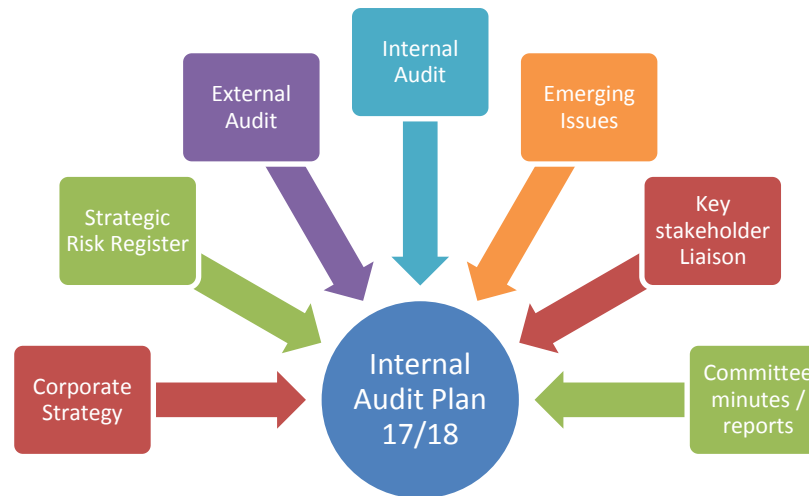 Internal
Audit
External
Audit
Emerging
Issues
Strategic
Risk Register
Key
stakeholder
Liaison
Corporate
Strategy
Internal
Audit Plan
17/18
Committee
minutes /
reports